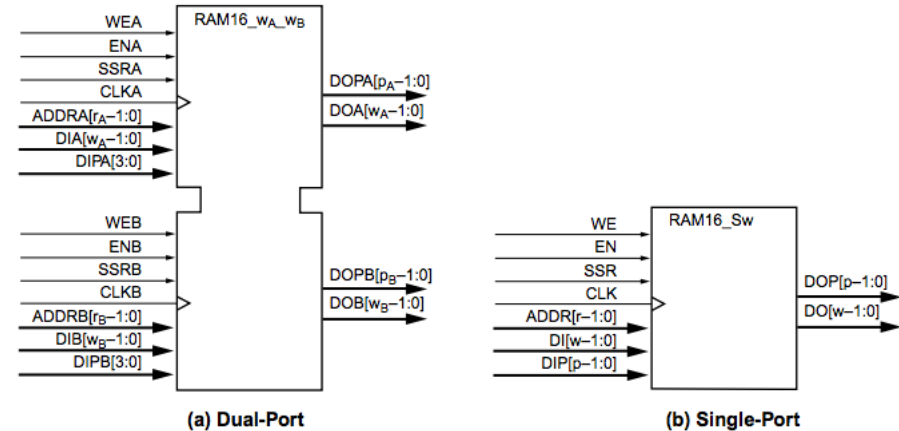 RAM16_wA_wB
WEA
ENA
SSRA
CLKA
ADDRA[rA–1:0]
DIA[wA–1:0]
DIPA[3:0]
DOPA[pA–1:0]
DOA[wA–1:0]
WEB
ENB
SSRB
CLKB
ADDRB[rB–1:0]
DIB[wB–1:0]
DIPB[3:0]
DOPB[pB–1:0]
DOB[wB–1:0]
(a) Dual-Port
RAM16_Sw
WE
EN
SSR
CLK
ADDR[r–1:0]
DI[w–1:0]
DIP[p–1:0]
DOP[p–1:0]
DO[w–1:0]
(b) Single-Port